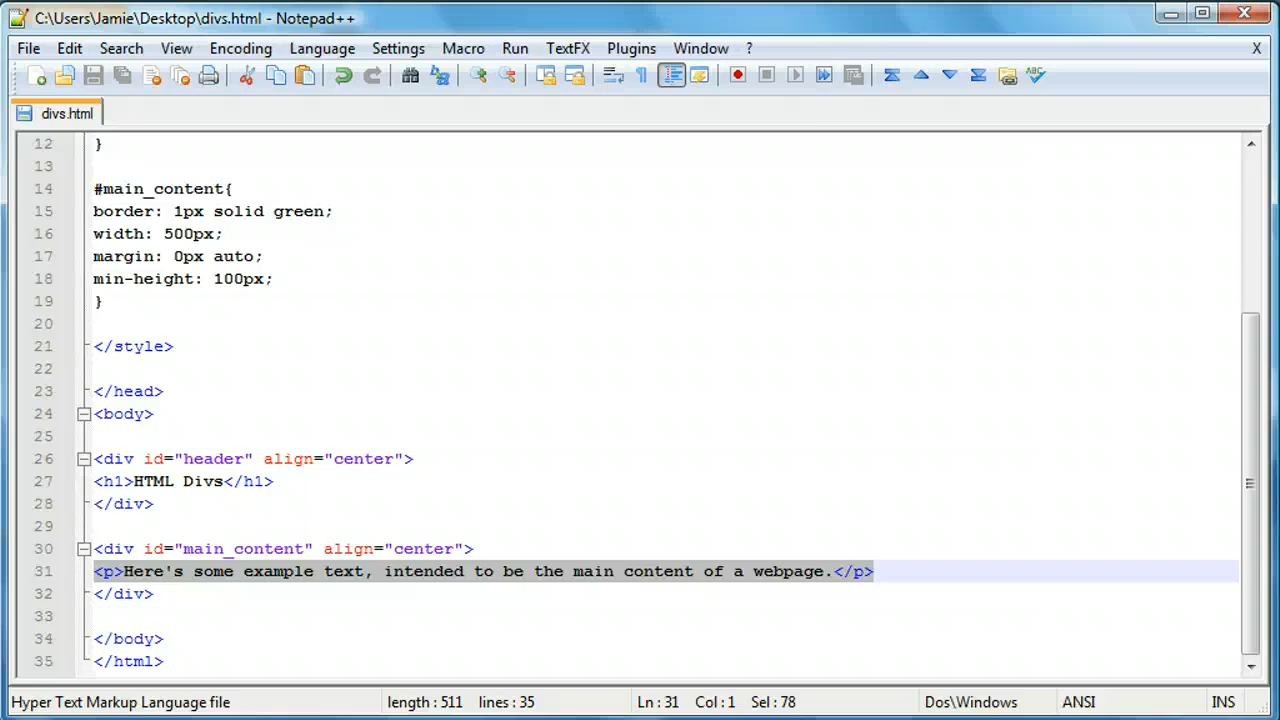 C:\Users\Jamie\Desktop\divs.html - Notepad++
File Edit Search View Encoding Language Settings Macro Run TextFX Plugins Window ? X
divs.html
12 }
13
14 #main_content{
15 border: 1px solid green;
16 width: 500px;
17 margin: 0px auto;
18 min-height: 100px;
19 }
20
21 </style>
22
23 </head>
24 <body>
25
26 <div id="header" align="center">
27 <h1>HTML Divs</h1>
28 </div>
29
30 <div id="main_content" align="center">
31 <p>Here's some example text, intended to be the main content of a webpage.</p>
32 </div>
33
34 </body>
35 </html>
Hyper Text Markup Language file length : 511 lines : 35 Ln : 31 Col : 1 Sel : 78 Dos\Windows ANSI INS